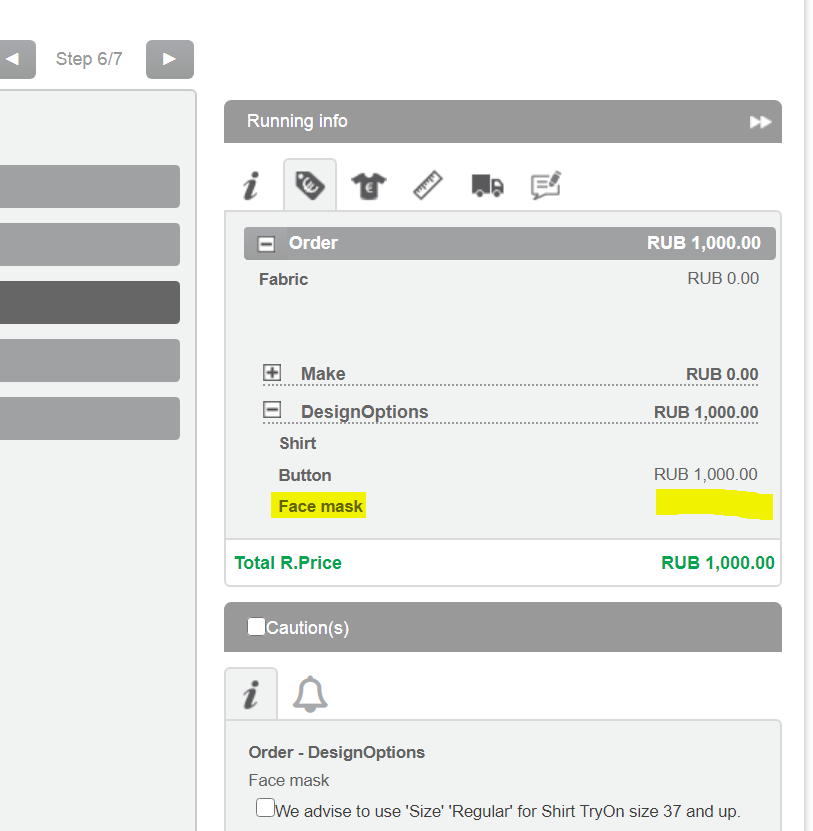 Step 6/7
Running info
Order RUB 1,000.00
Fabric RUB 0.00
Make RUB 0.00
DesignOptions RUB 1,000.00
Shirt
Button RUB 1,000.00
Face mask
Total R.Price RUB 1,000.00
Caution(s)
Order - DesignOptions
Face mask
We advise to use 'Size' 'Regular' for Shirt TryOn size 37 and up.